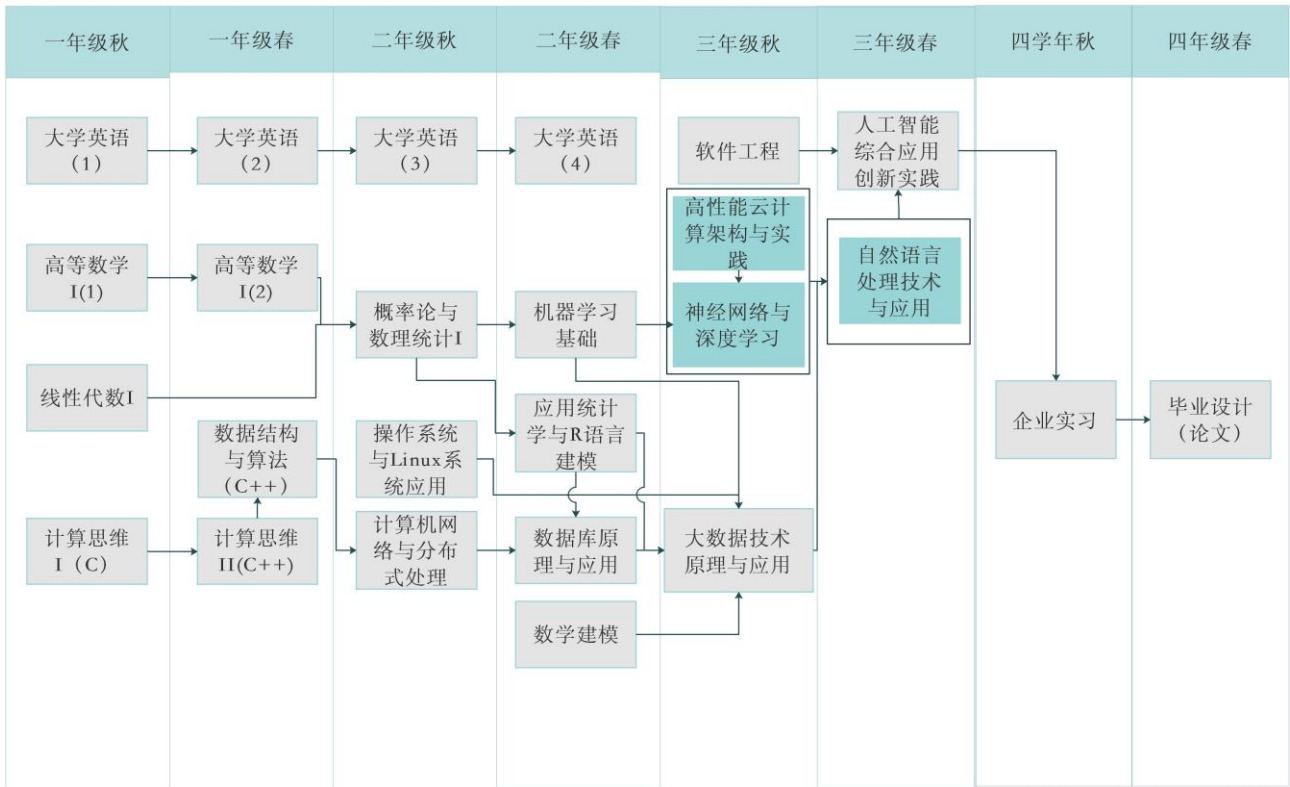 一年级秋
一年级春
二年级秋
二年级春
三年级秋
三年级春
四学年秋
四年级春
大学英语
（1）
大学英语
（2）
大学英语
（3）
大学英语
（4）
软件工程
人工智能
综合应用
创新实践
高性能云计
算架构与实
践
高等数学
I(1)
高等数学
I(2)
自然语言
处理技术
与应用
概率论与
数理统计I
机器学习
基础
神经网络与
深度学习
线性代数I
数据结构
与算法
（C++）
操作系统
与Linux系
统应用
应用统计
学与R语言
建模
企业实习
毕业设计
（论文）
计算思维
I（C）
计算思维
II(C++)
计算机网
络与分布
式处理
数据库原
理与应用
大数据技术
原理与应用
数学建模